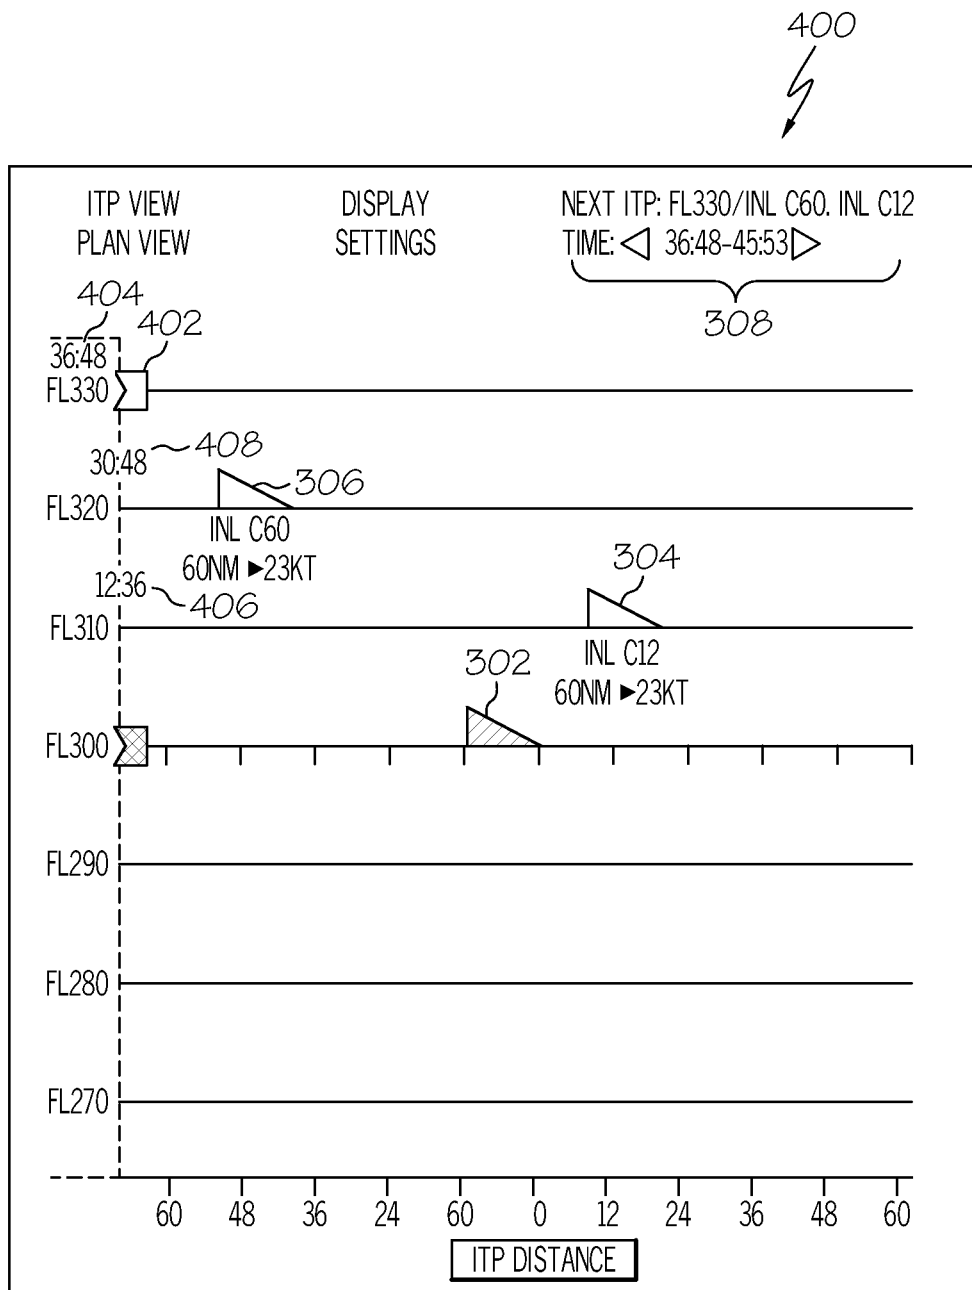 400
ITP VIEW DISPLAY NEXT ITP: FL330/INL C60. INL C12
PLAN VIEW SETTINGS TIME: 36:48-45:53
404 402 308
36:48
FL330
30:48 408 306
FL320
INL C60
60NM ►23KT
12:36 406 304
FL310
302 INL C12
60NM ►23KT
FL300
FL290
FL280
FL270
60 48 36 24 60 0 12 24 36 48 60
ITP DISTANCE